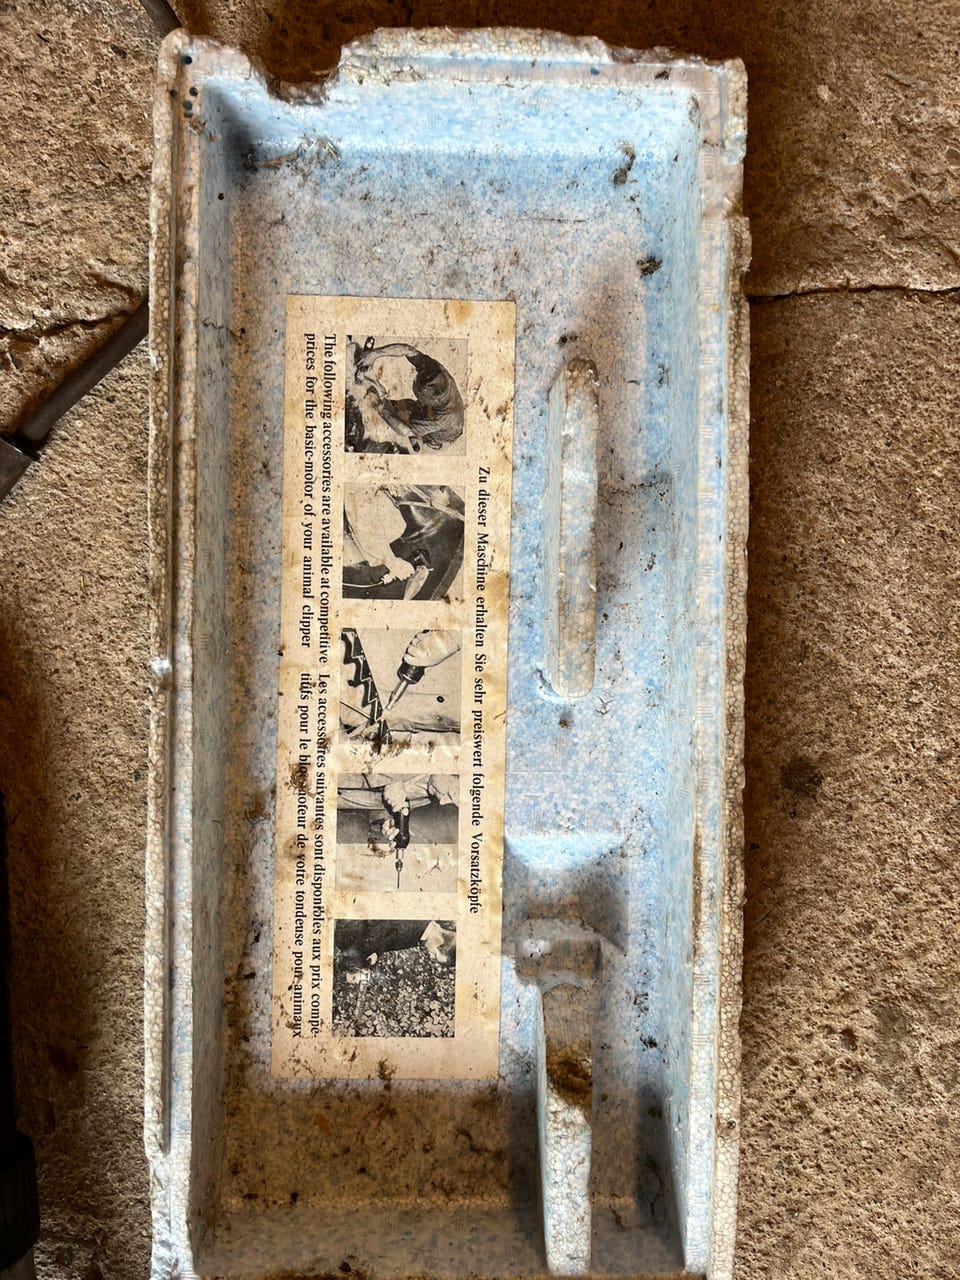 Zu dieser Maschine erhalten Sie sehr preiswert folgende Vorsatzköpfe
The following accessories are available at competitive
prices for the basic-motor of your animal clipper
Les accessoires suivantes sont disponibles aux prix compe-
titifs pour le bloc-moteur de votre tondeuse pour animaux